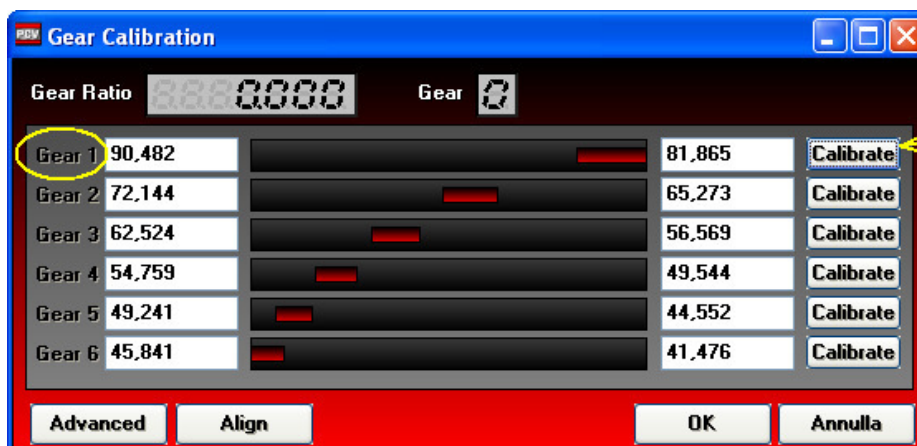 PCV Gear Calibration
Gear Ratio 0.000 Gear 0
Gear 1 90,482 81,865 Calibrate
Gear 2 72,144 65,273 Calibrate
Gear 3 62,524 56,569 Calibrate
Gear 4 54,759 49,544 Calibrate
Gear 5 49,241 44,552 Calibrate
Gear 6 45,841 41,476 Calibrate
Advanced Align OK Annulla